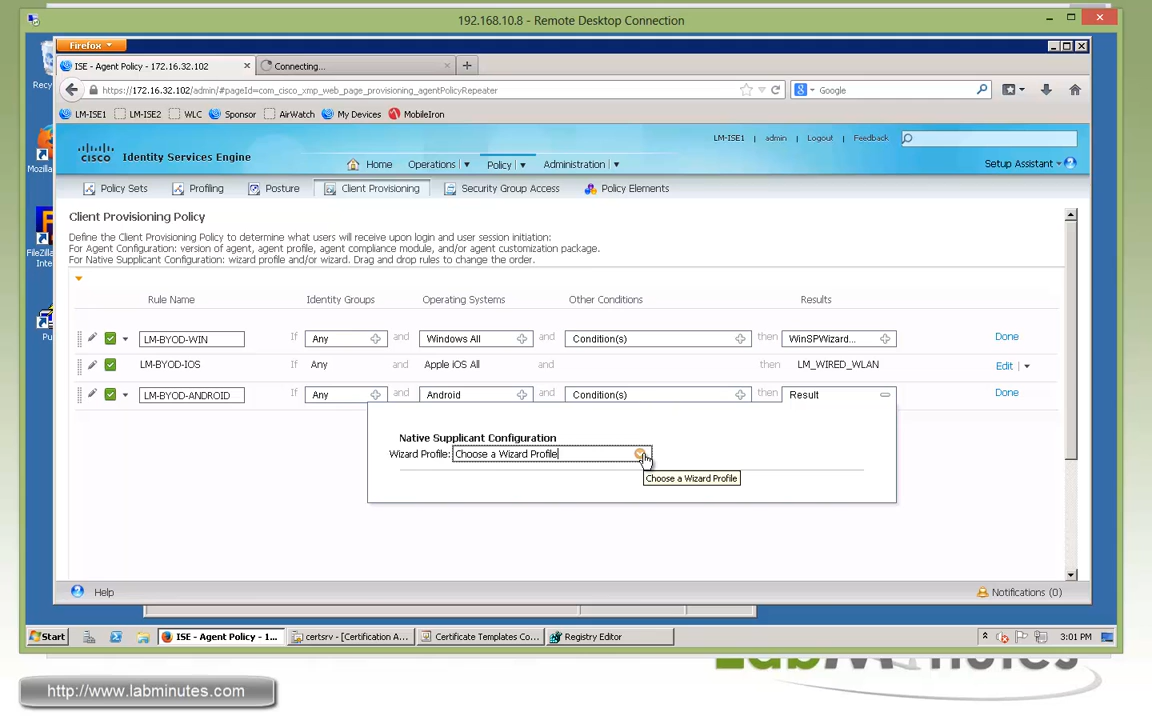 192.168.10.8 - Remote Desktop Connection
Firefox
ISE - Agent Policy - 172.16.32.102
Connecting...
https://172.16.32.102/admin/#pageId=com_cisco_xmp_web_page_provisioning_agentPolicyRepeater
Google
LM-ISE1 LM-ISE2 WLC Sponsor AirWatch My Devices MobileIron
LM-ISE1 | admin | Logout | Feedback
CISCO Identity Services Engine
Home Operations Policy Administration
Setup Assistant
Policy Sets Profiling Posture Client Provisioning Security Group Access Policy Elements
Client Provisioning Policy
Define the Client Provisioning Policy to determine what users will receive upon login and user session initiation:
For Agent Configuration: version of agent, agent profile, agent compliance module, and/or agent customization package.
For Native Supplicant Configuration: wizard profile and/or wizard. Drag and drop rules to change the order.
Rule Name Identity Groups Operating Systems Other Conditions Results
LM-BYOD-WIN If Any and Windows All and Condition(s) then WinSPWizard... Done
LM-BYOD-IOS If Any and Apple iOS All and then LM_WIRED_WLAN Edit
LM-BYOD-ANDROID If Any and Android and Condition(s) then Result Done
Native Supplicant Configuration
Wizard Profile: Choose a Wizard Profile
Choose a Wizard Profile
Help
Notifications (0)
Start
ISE - Agent Policy - 1...
certsrv - [Certification A...
Certificate Templates Co...
Registry Editor
3:01 PM
http://www.labminutes.com